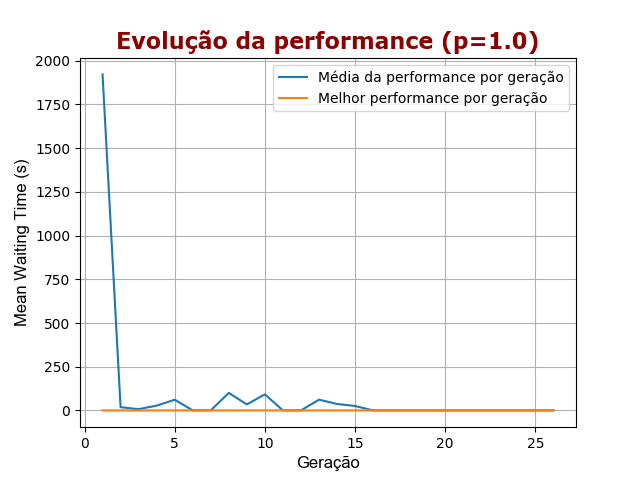 Evolução da performance (p=1.0)
Média da performance por geração
Melhor performance por geração
Mean Waiting Time (s)
2000
1750
1500
1250
1000
750
500
250
0
0 5 10 15 20 25
Geração